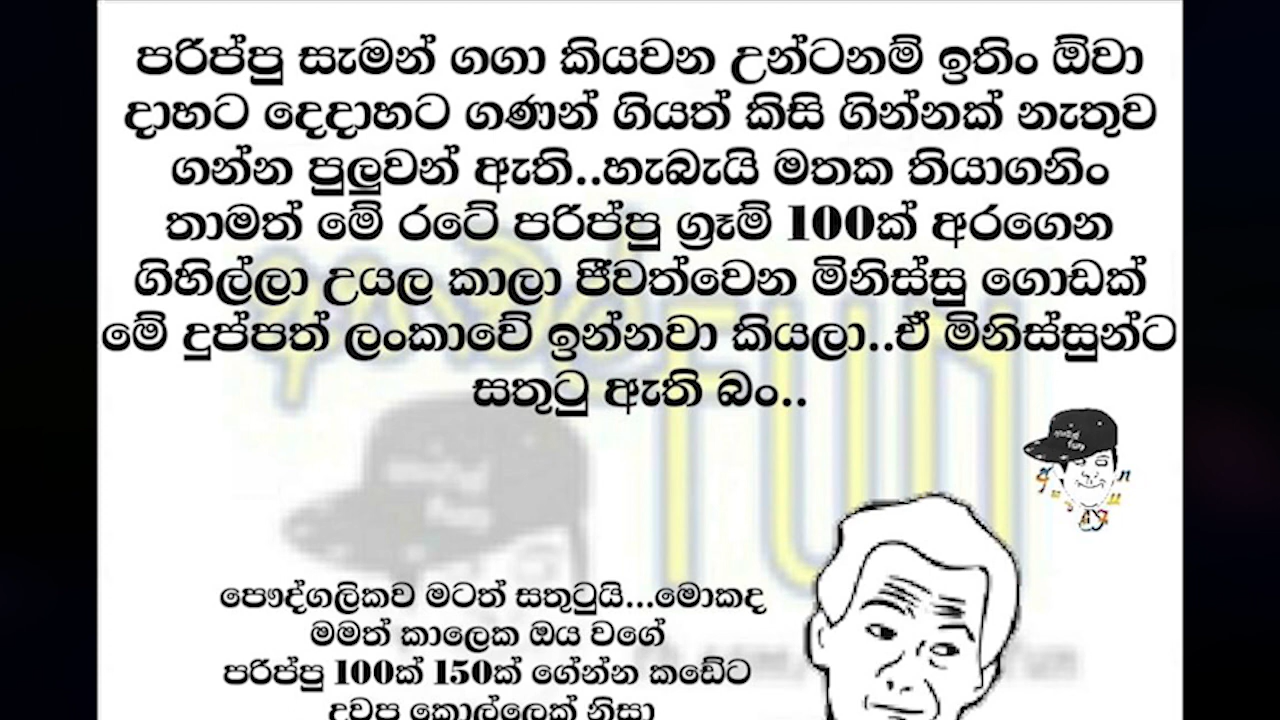 පරිප්පු සැමන් ගගා කියවන උන්ටනම් ඉතිං ඕවා
දාහට දෙදාහට ගණන් ගියත් කිසි ගින්නක් නැතුව
ගන්න පුලුවන් ඇති..හැබැයි මතක තියාගනිං
තාමත් මේ රටේ පරිප්පු ග්‍රෑම් 100ක් අරගෙන
ගිහිල්ලා උයල කාලා ජීවත්වෙන මිනිස්සු ගොඩක්
මේ දුප්පත් ලංකාවේ ඉන්නවා කියලා..ඒ මිනිස්සුන්ට
සතුටු ඇති බං..
පෞද්ගලිකව මටත් සතුටුයි...මොකද
මමත් කාලෙක ඔය වගේ
පරිප්පු 100ක් 150ක් ගේන්න කඩේට
දුවපු කොල්ලෙක් නිසා